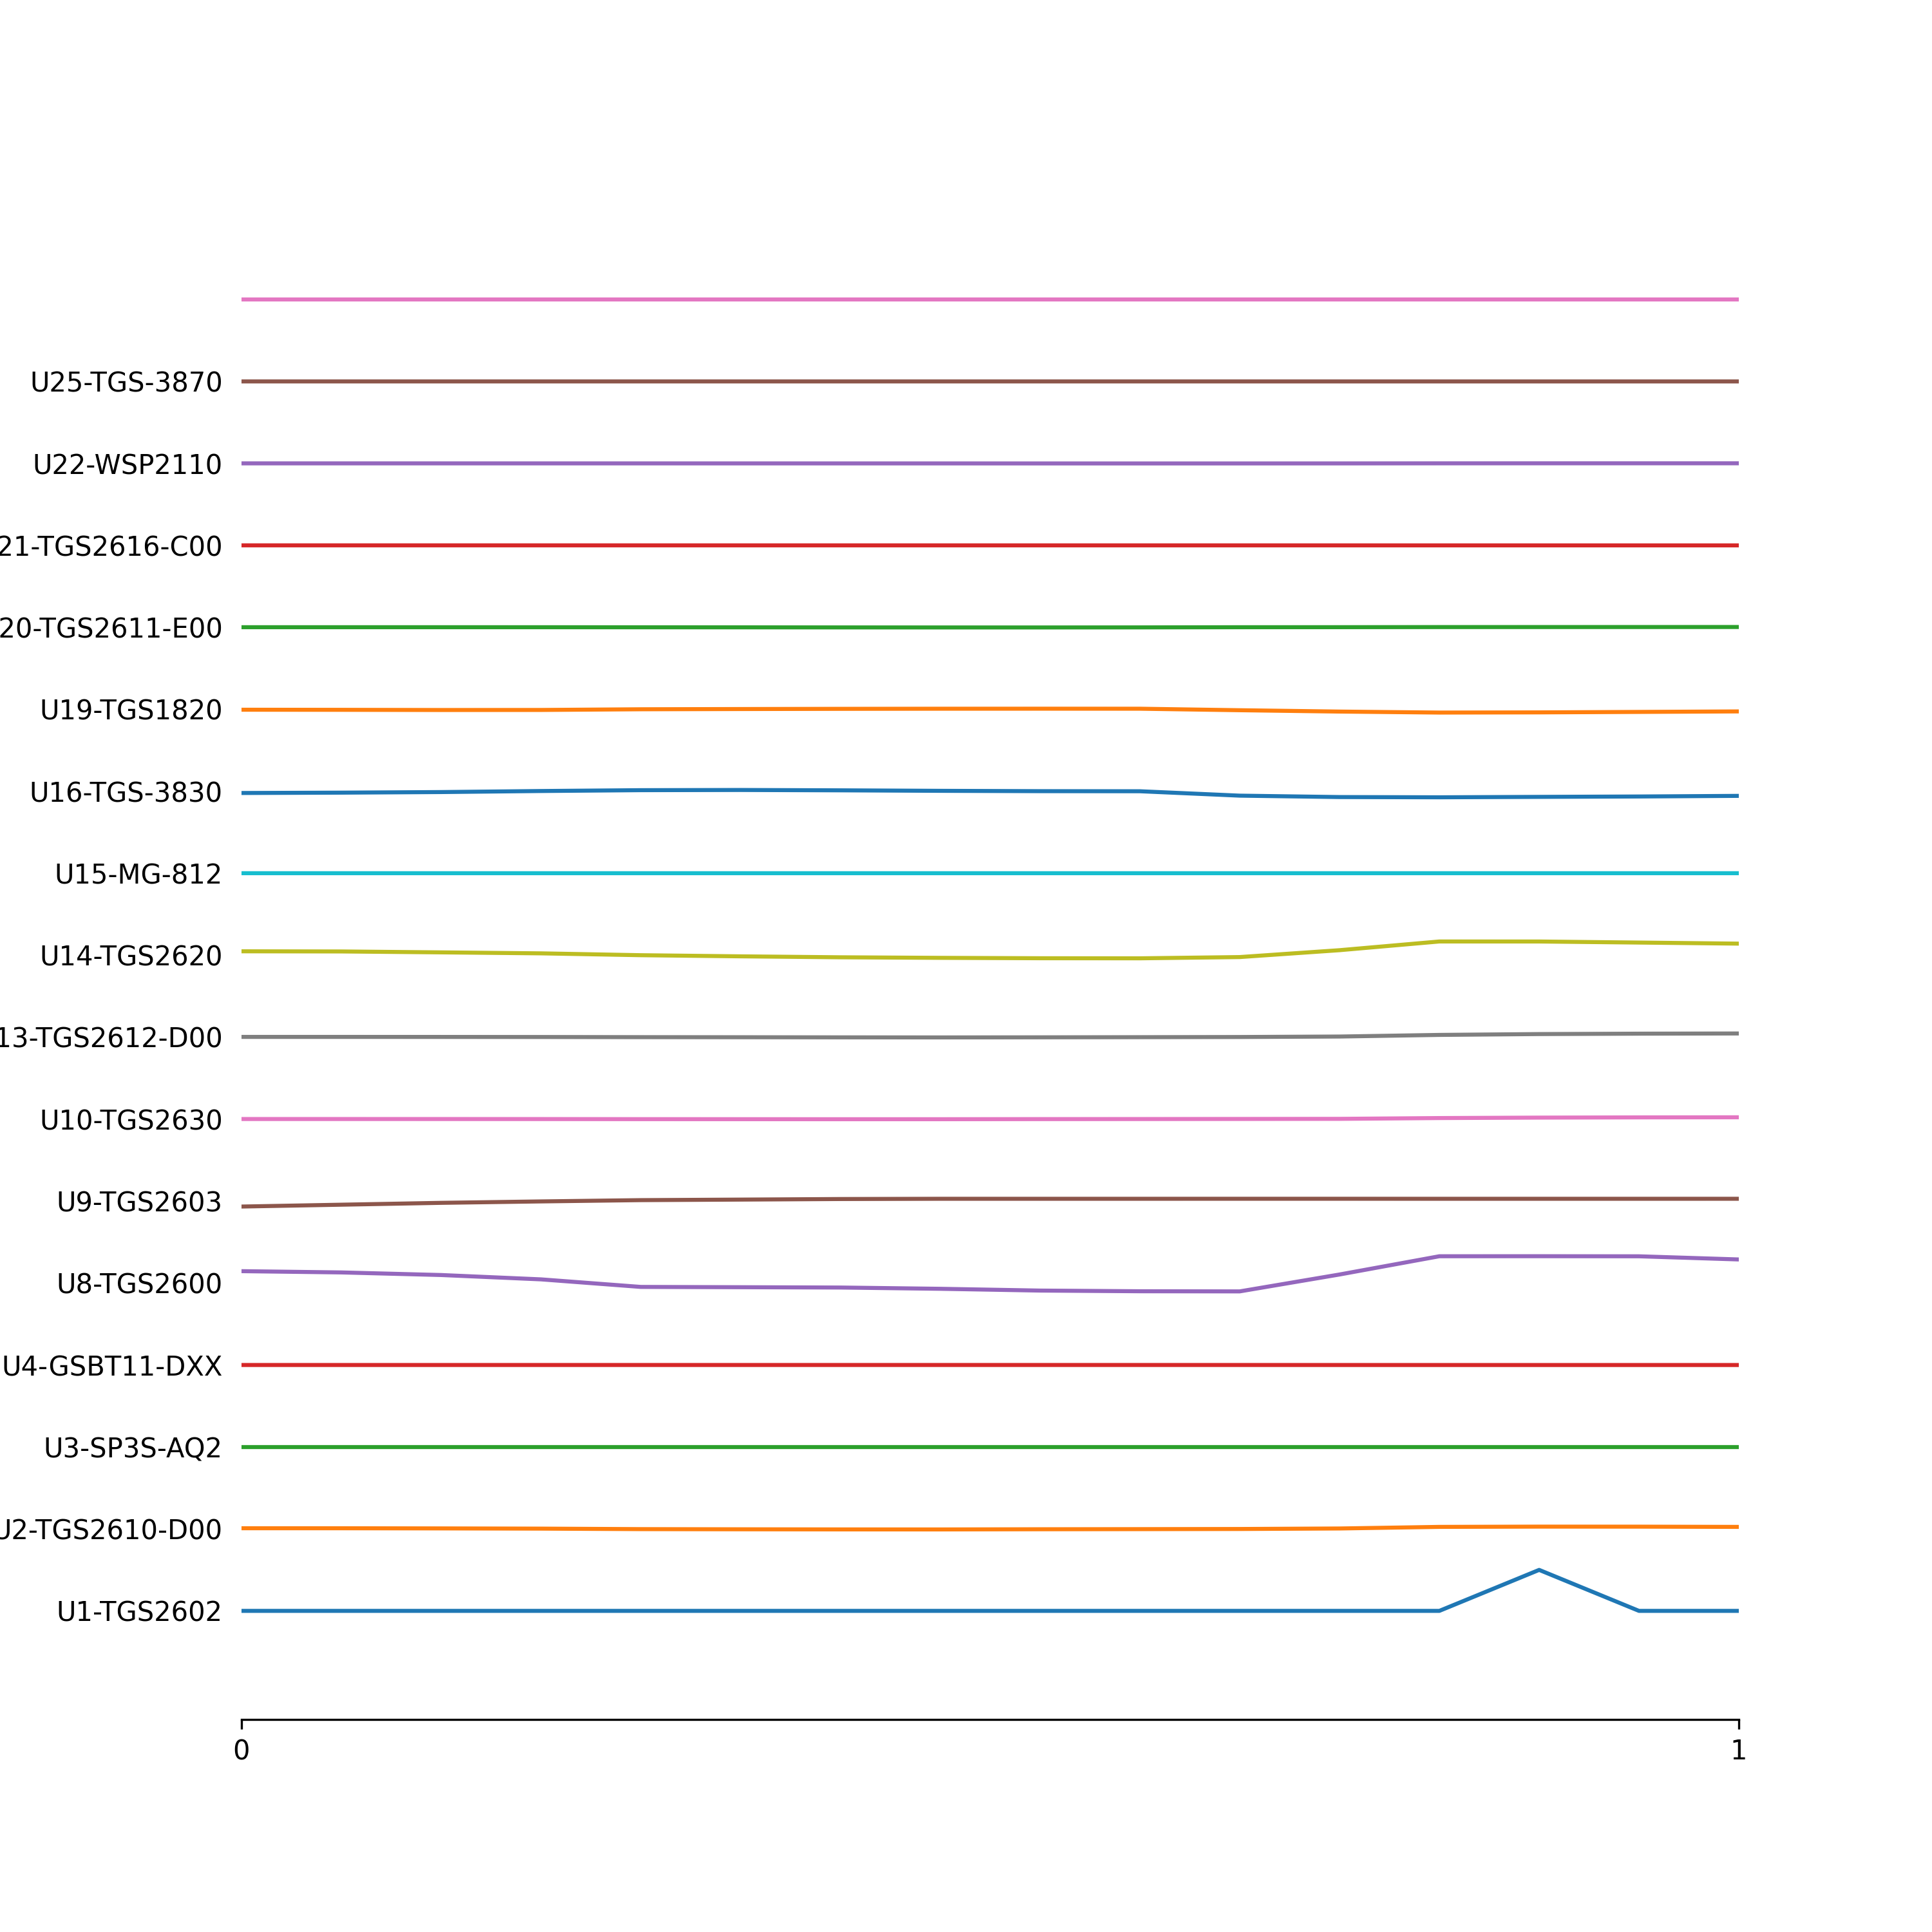 U25-TGS-3870
U22-WSP2110
21-TGS2616-C00
20-TGS2611-E00
U19-TGS1820
U16-TGS-3830
U15-MG-812
U14-TGS2620
13-TGS2612-D00
U10-TGS2630
U9-TGS2603
U8-TGS2600
U4-GSBT11-DXX
U3-SP3S-AQ2
U2-TGS2610-D00
U1-TGS2602
0 1